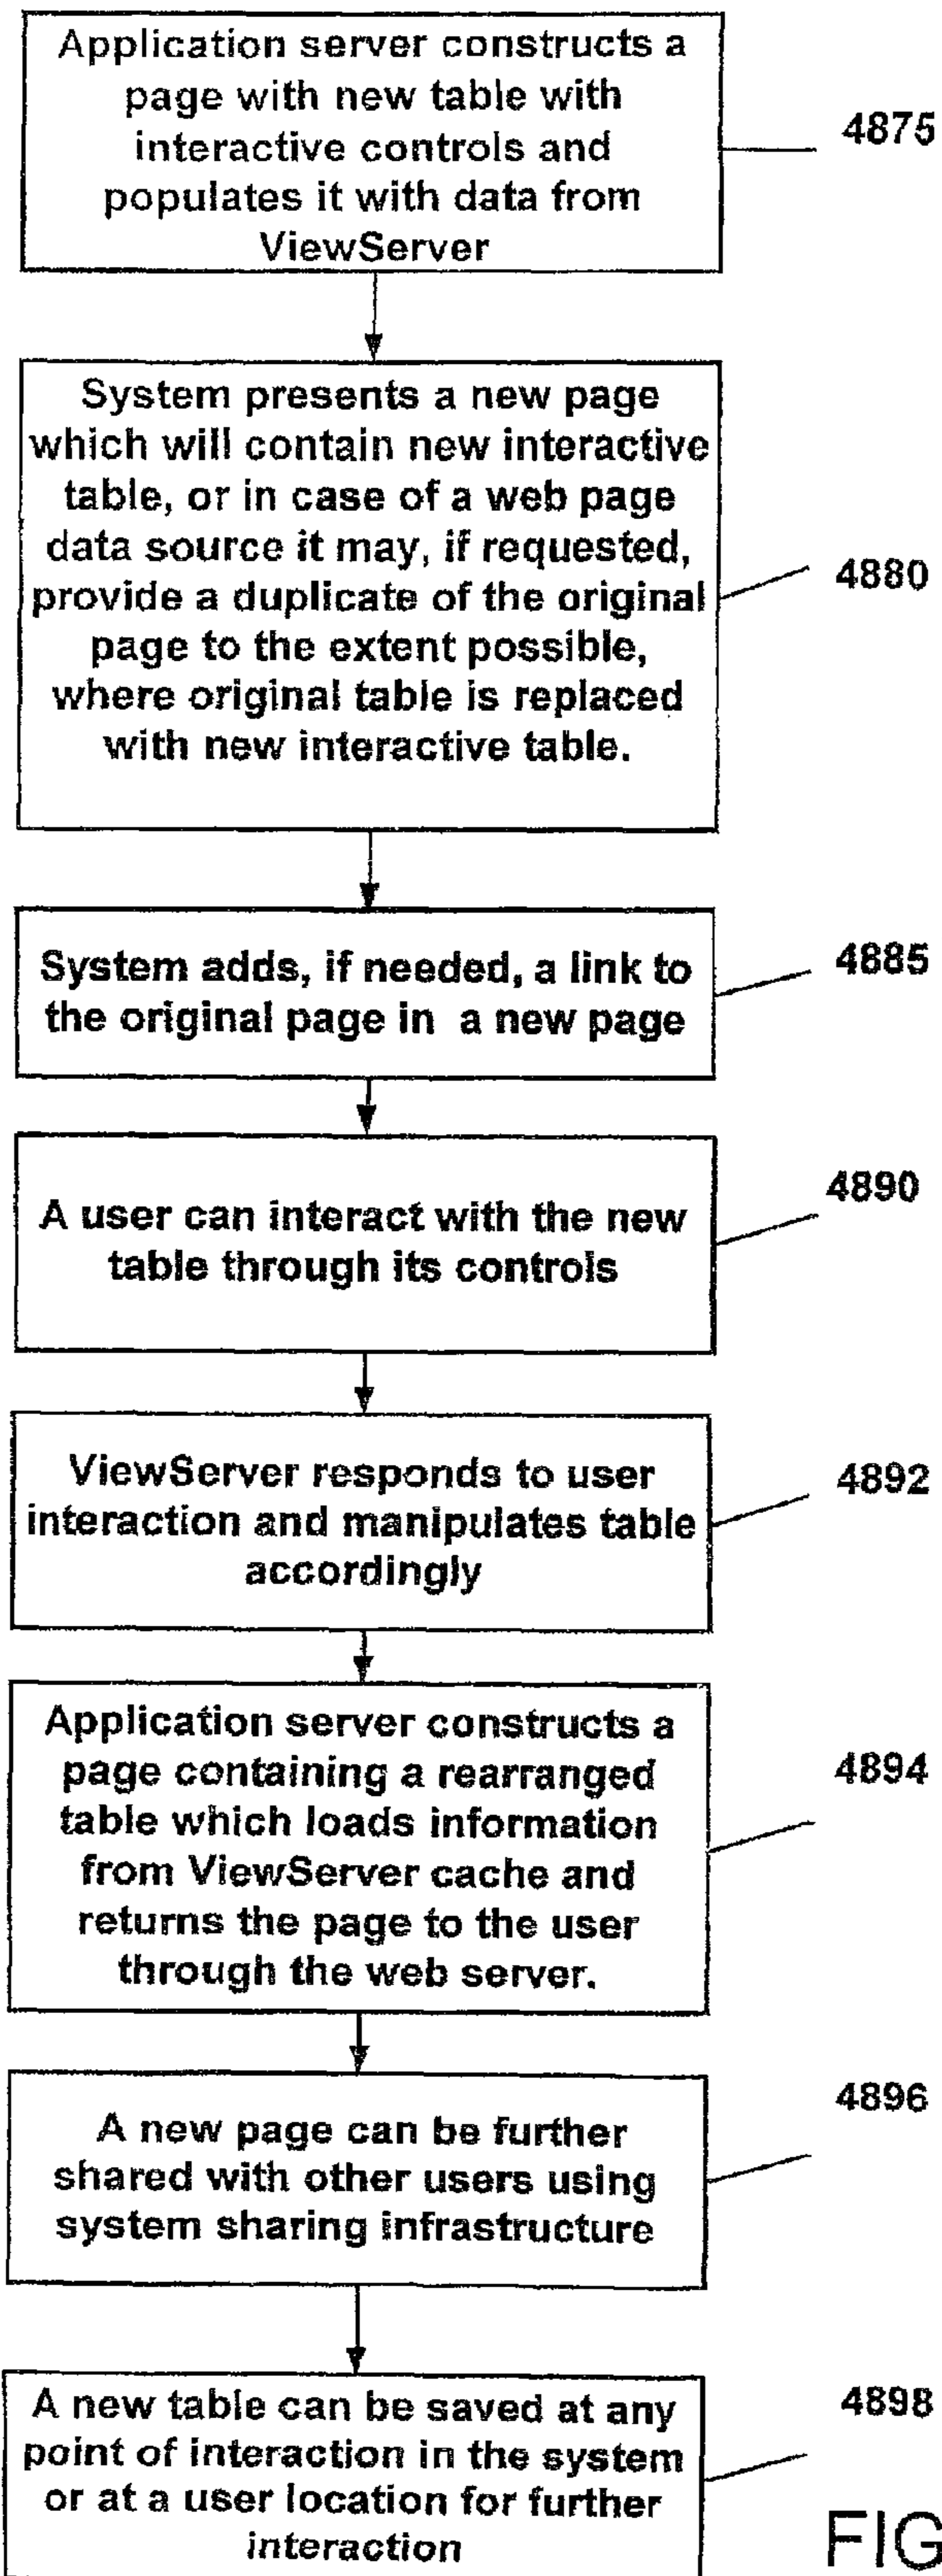 Application server constructs a
page with new table with
interactive controls and
populates it with data from
ViewServer
4875
System presents a new page
which will contain new interactive
table, or in case of a web page
data source it may, if requested,
provide a duplicate of the original
page to the extent possible,
where original table is replaced
with new interactive table.
4880
System adds, if needed, a link to
the original page in a new page
4885
A user can interact with the new
table through its controls
4890
ViewServer responds to user
interaction and manipulates table
accordingly
4892
Application server constructs a
page containing a rearranged
table which loads information
from ViewServer cache and
returns the page to the user
through the web server.
4894
A new page can be further
shared with other users using
system sharing infrastructure
4896
A new table can be saved at any
point of interaction in the system
or at a user location for further
interaction
4898
FIG